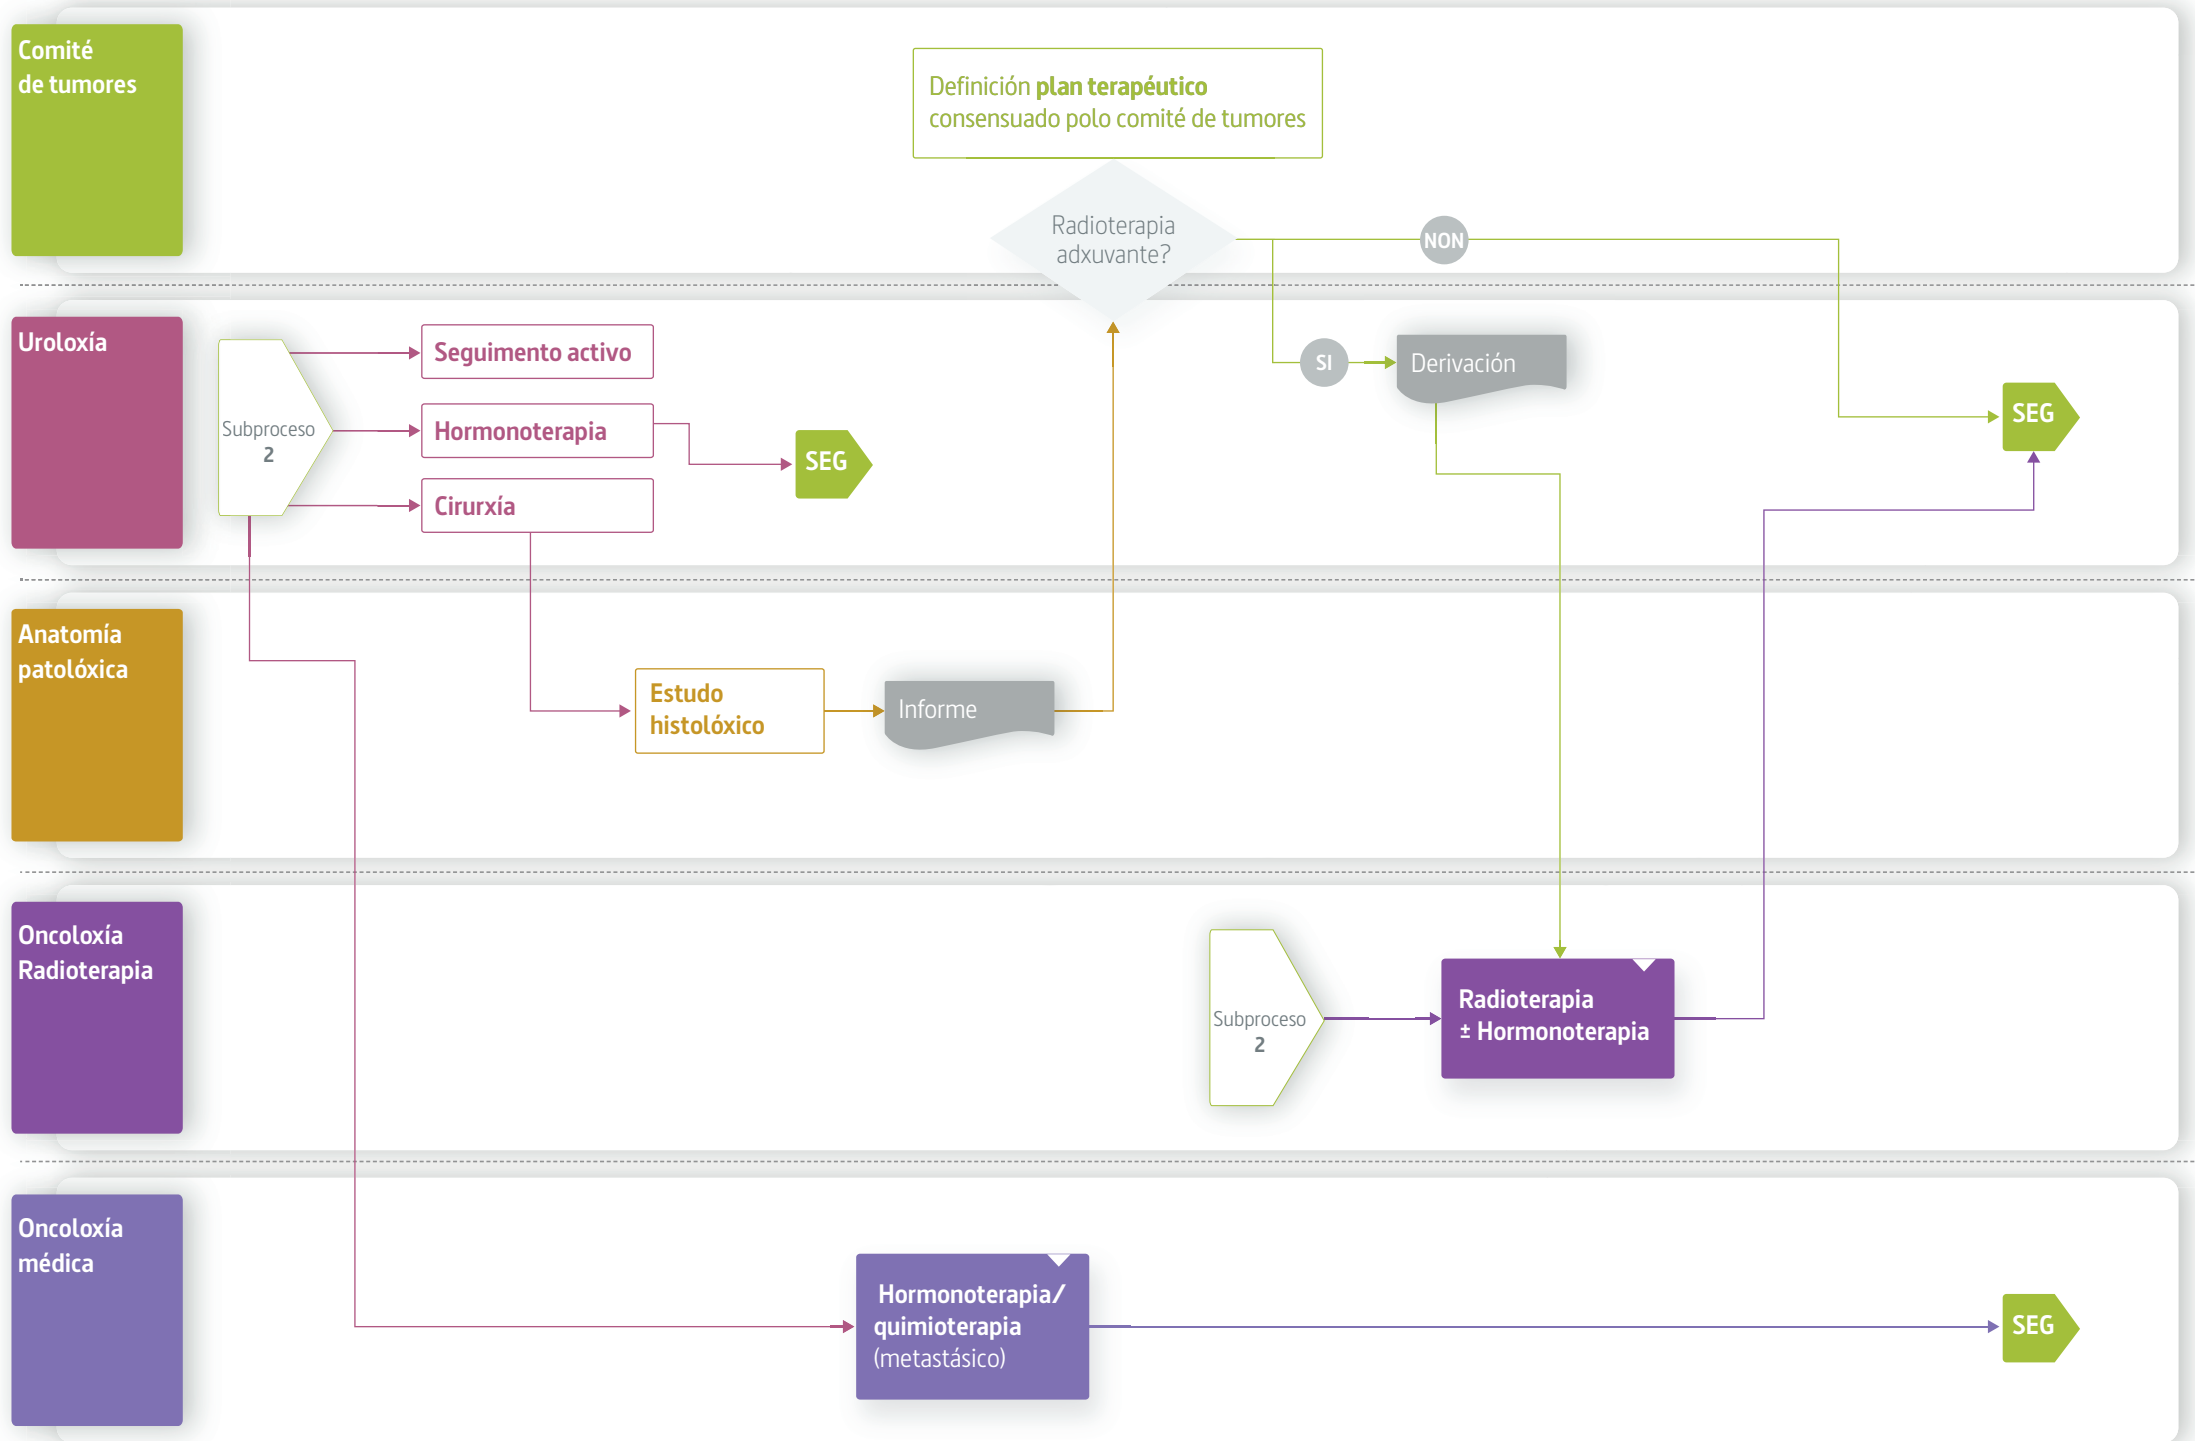 Comité
de tumores
Definición plan terapéutico
consensuado polo comité de tumores
Radioterapia
adxuvante?
NON
Uroloxía
Subproceso
2
Seguimento activo
Hormonoterapia
Cirurxía
SEG
SI
Derivación
SEG
Anatomía
patolóxica
Estudo
histolóxico
Informe
Oncoloxía
Radioterapia
Subproceso
2
Radioterapia
± Hormonoterapia
Oncoloxía
médica
Hormonoterapia/
quimioterapia
(metastásico)
SEG